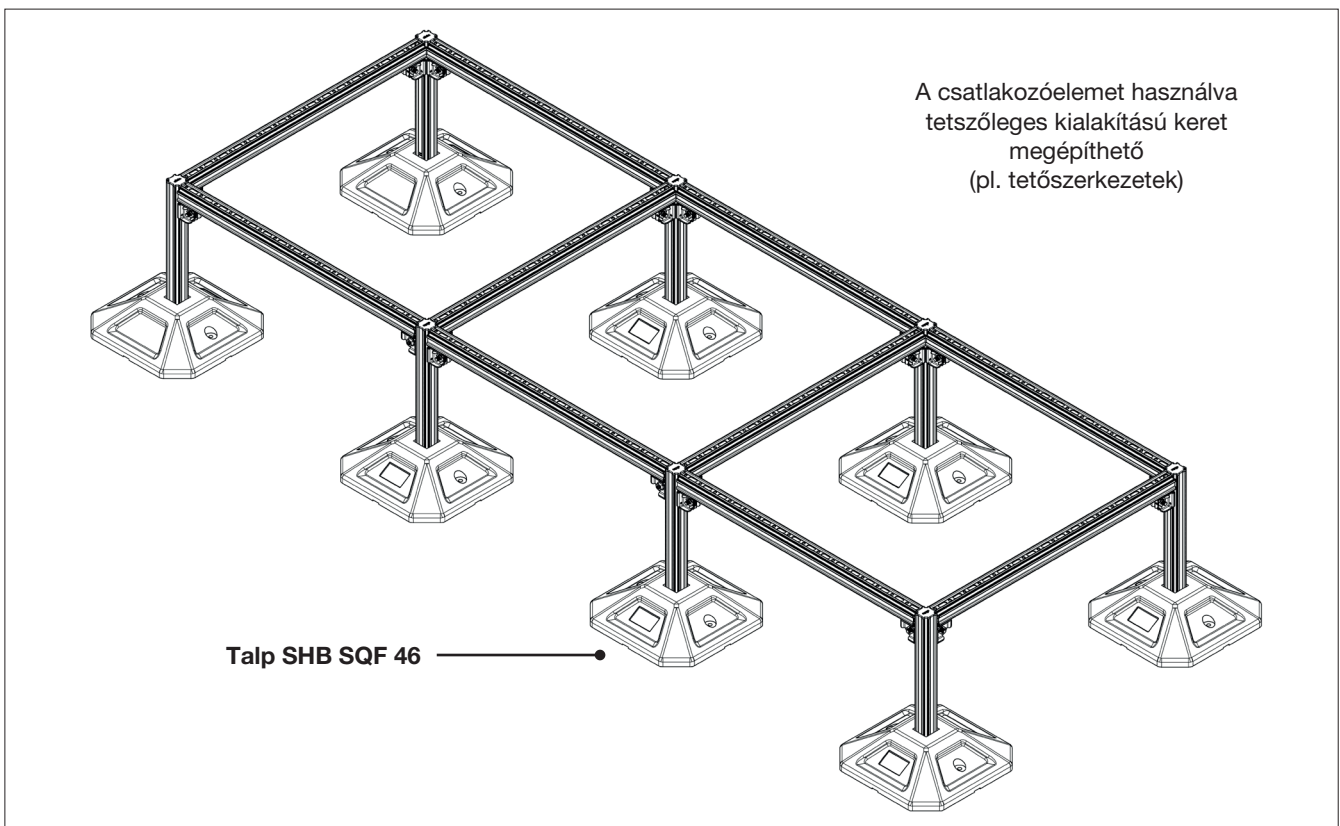 A csatlakozóelemet használva
tetszőleges kialakítású keret
megépíthető
(pl. tetőszerkezetek)
Talp SHB SQF 46